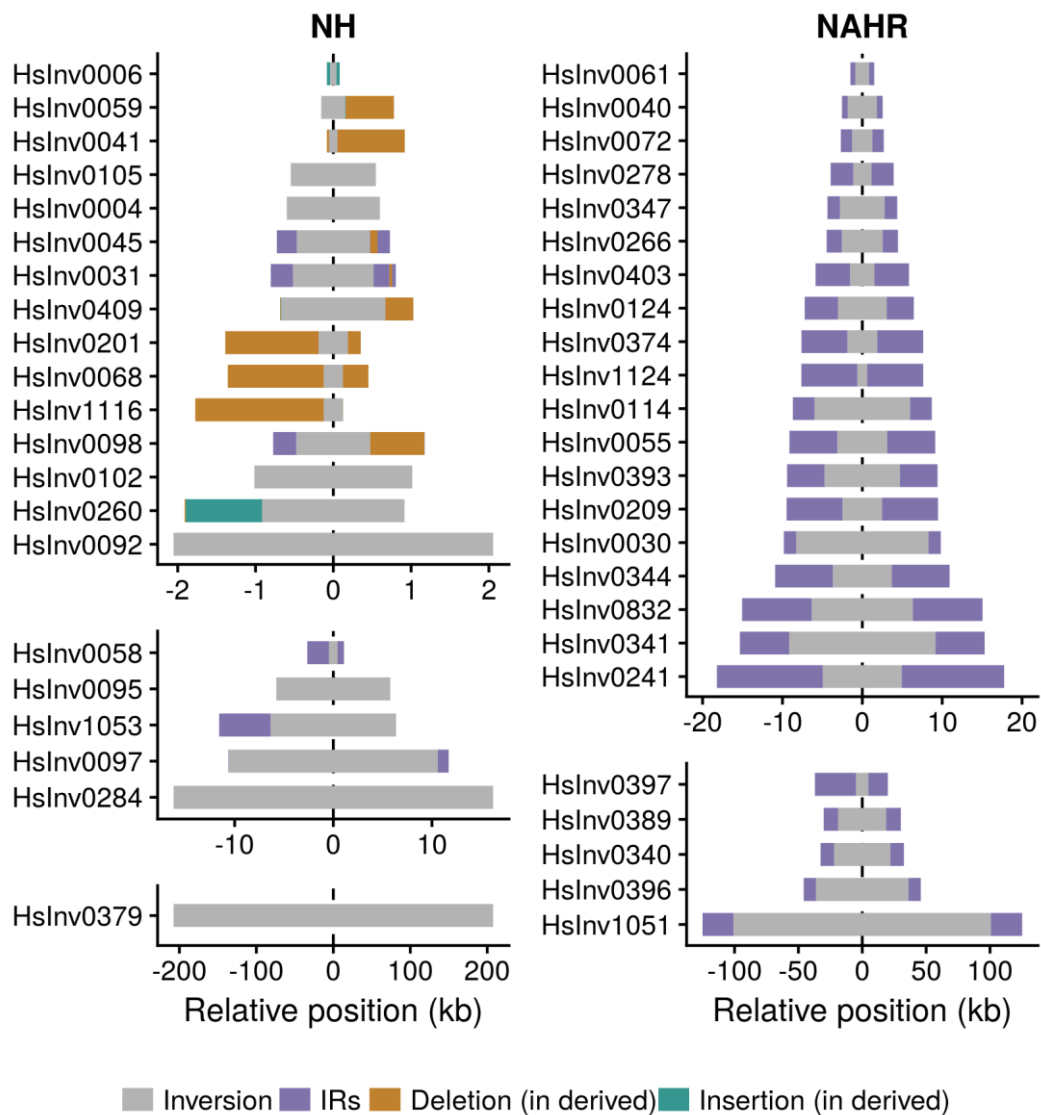 NH
HsInv0006
HsInv0059
HsInv0041
HsInv0105
HsInv0004
HsInv0045
HsInv0031
HsInv0409
HsInv0201
HsInv0068
HsInv1116
HsInv0098
HsInv0102
HsInv0260
HsInv0092
-2 -1 0 1 2
HsInv0058
HsInv0095
HsInv1053
HsInv0097
HsInv0284
-10 0 10
HsInv0379
-200 -100 0 100 200
Relative position (kb)
NAHR
HsInv0061
HsInv0040
HsInv0072
HsInv0278
HsInv0347
HsInv0266
HsInv0403
HsInv0124
HsInv0374
HsInv1124
HsInv0114
HsInv0055
HsInv0393
HsInv0209
HsInv0030
HsInv0344
HsInv0832
HsInv0341
HsInv0241
-20 -10 0 10 20
HsInv0397
HsInv0389
HsInv0340
HsInv0396
HsInv1051
-100 -50 0 50 100
Relative position (kb)
Inversion IRs Deletion (in derived) Insertion (in derived)